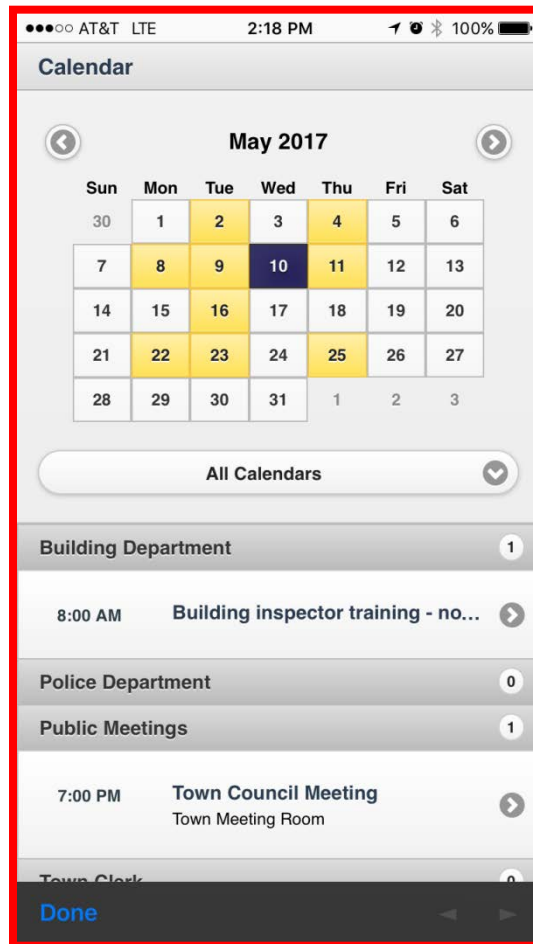 AT&T LTE 2:18 PM 100%
Calendar
May 2017
Sun Mon Tue Wed Thu Fri Sat
30 1 2 3 4 5 6
7 8 9 10 11 12 13
14 15 16 17 18 19 20
21 22 23 24 25 26 27
28 29 30 31 1 2 3
All Calendars
Building Department 1
8:00 AM Building inspector training - no...
Police Department 0
Public Meetings 1
7:00 PM Town Council Meeting
Town Meeting Room
Town Clerk 0
Done